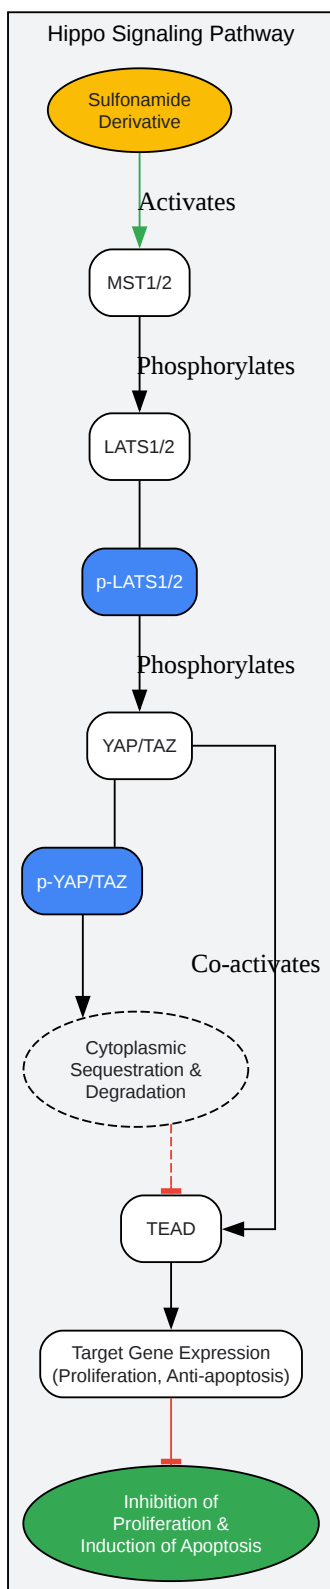 Hippo Signaling Pathway
Sulfonamide
Derivative
Activates
MST1/2
Phosphorylates
LATS1/2
p-LATS1/2
Phosphorylates
YAP/TAZ
p-YAP/TAZ
Co-activates
Cytoplasmic
Sequestration &
Degradation
TEAD
Target Gene Expression
(Proliferation, Anti-apoptosis)
Inhibition of
Proliferation &
Induction of Apoptosis